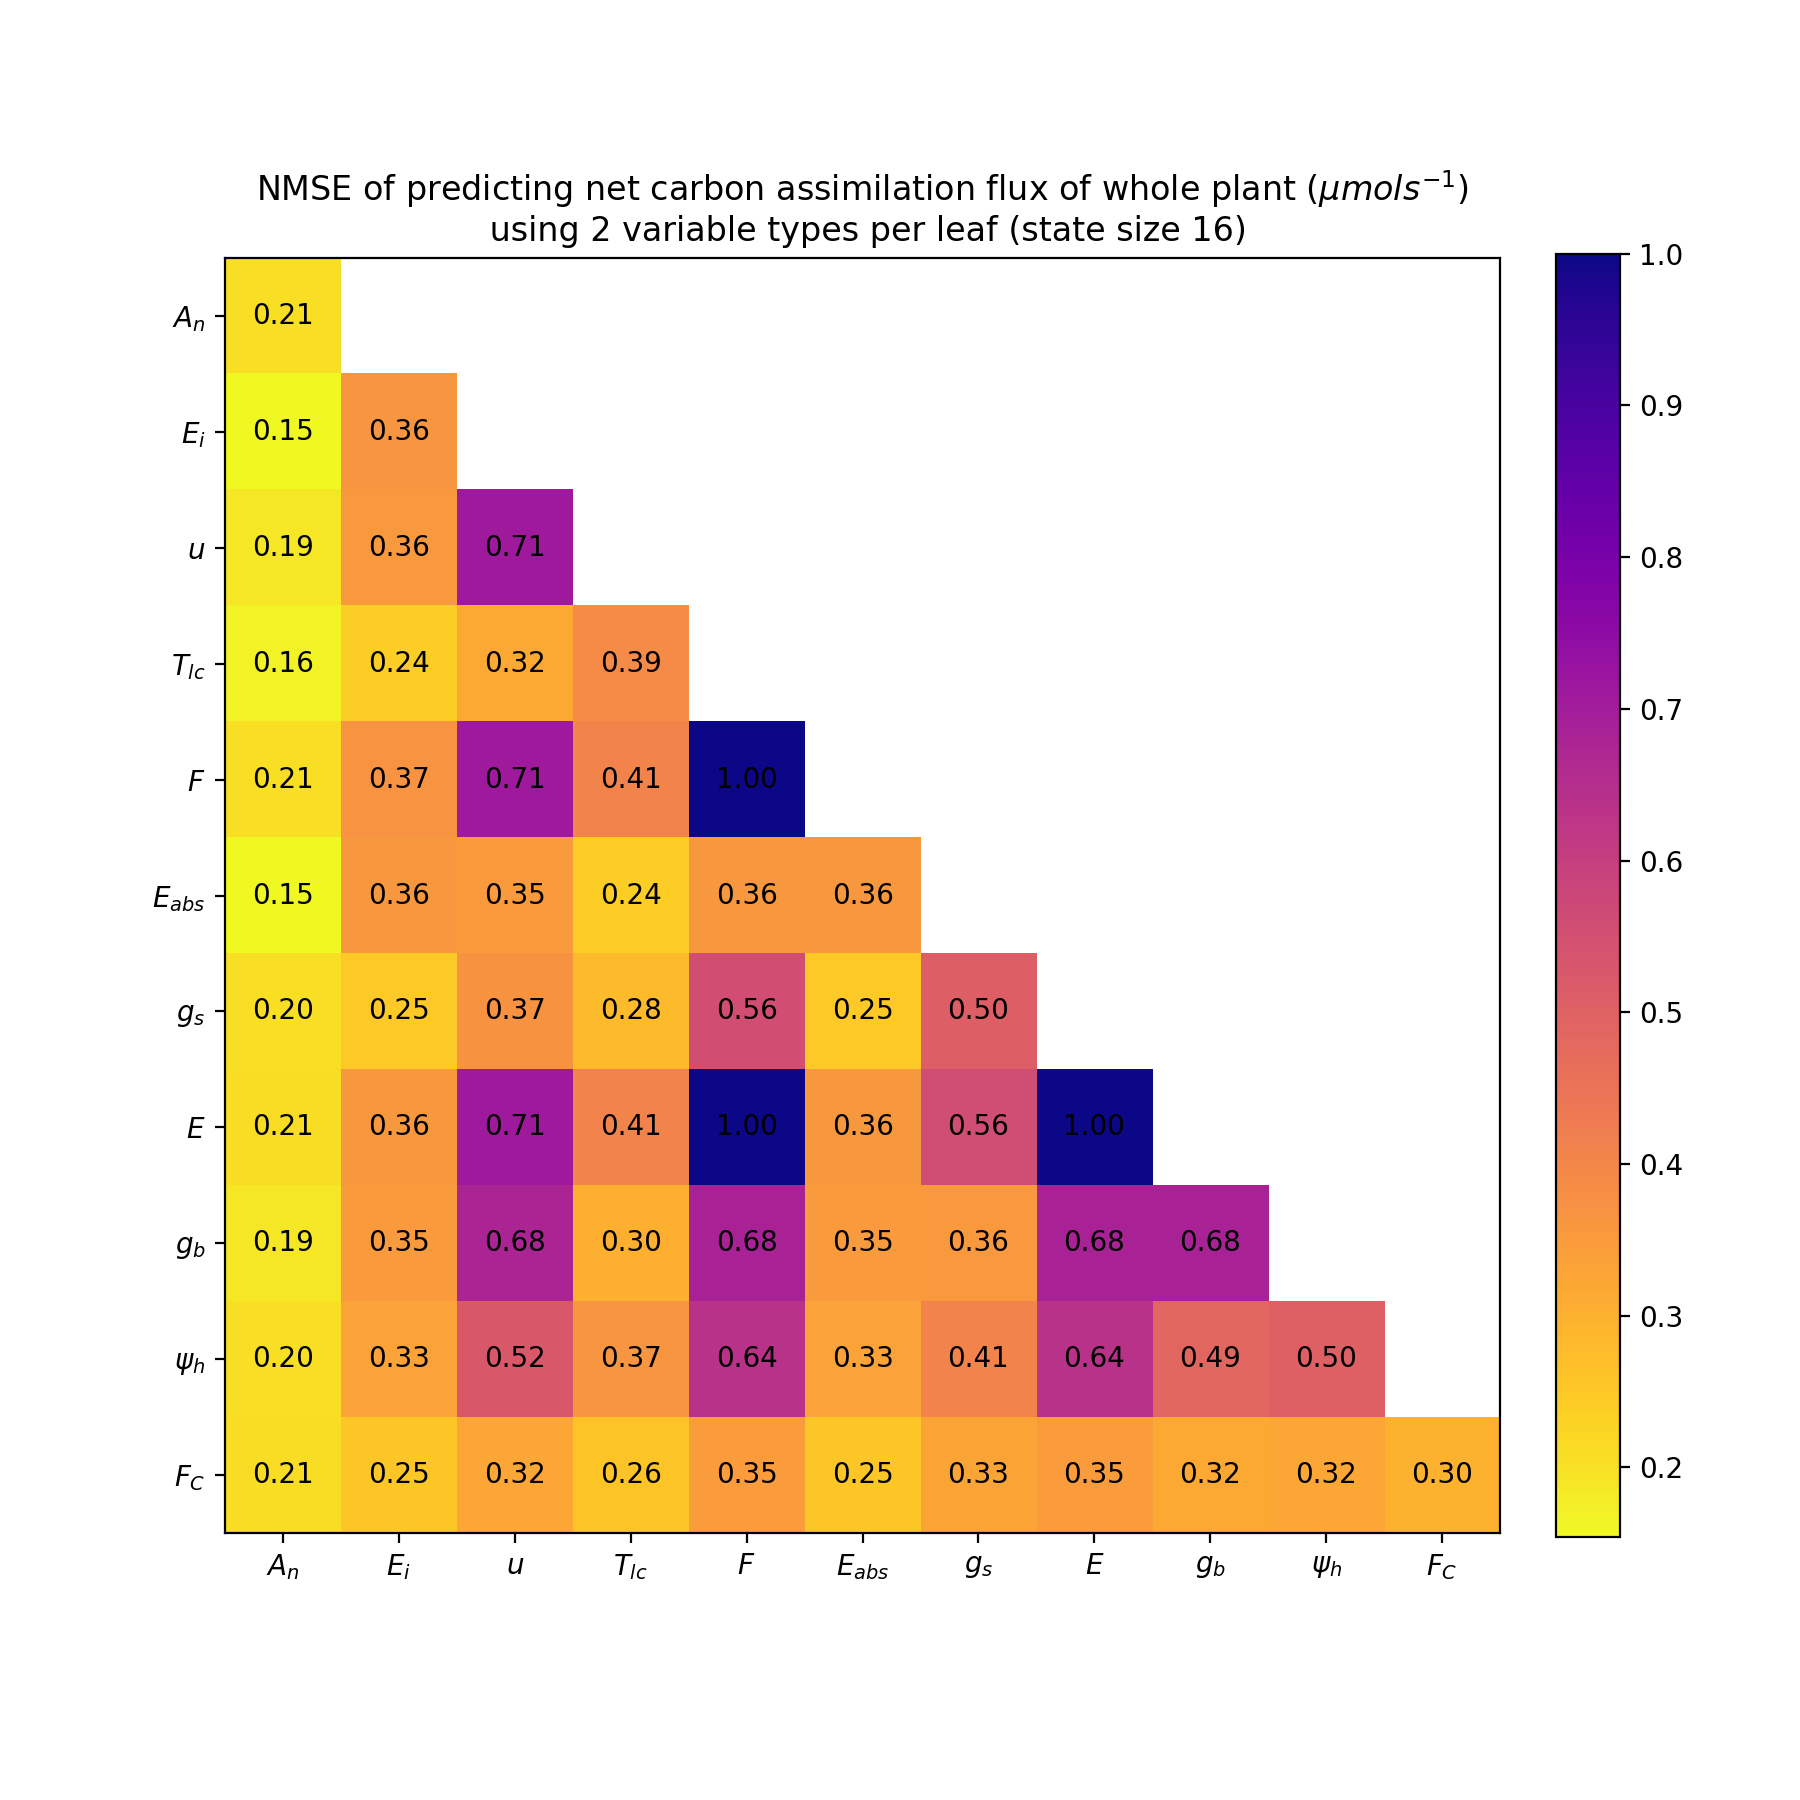 NMSE of predicting net carbon assimilation flux of whole plant (μmols⁻¹)
using 2 variable types per leaf (state size 16)
Aₙ 0.21
Eᵢ 0.15 0.36
u 0.19 0.36 0.71
T_lc 0.16 0.24 0.32 0.39
F 0.21 0.37 0.71 0.41 1.00
E_abs 0.15 0.36 0.35 0.24 0.36 0.36
g_s 0.20 0.25 0.37 0.28 0.56 0.25 0.50
E 0.21 0.36 0.71 0.41 1.00 0.36 0.56 1.00
g_b 0.19 0.35 0.68 0.30 0.68 0.35 0.36 0.68 0.68
ψ_h 0.20 0.33 0.52 0.37 0.64 0.33 0.41 0.64 0.49 0.50
F_C 0.21 0.25 0.32 0.26 0.35 0.25 0.33 0.35 0.32 0.32 0.30
Aₙ Eᵢ u T_lc F E_abs g_s E g_b ψ_h F_C
1.0
0.9
0.8
0.7
0.6
0.5
0.4
0.3
0.2